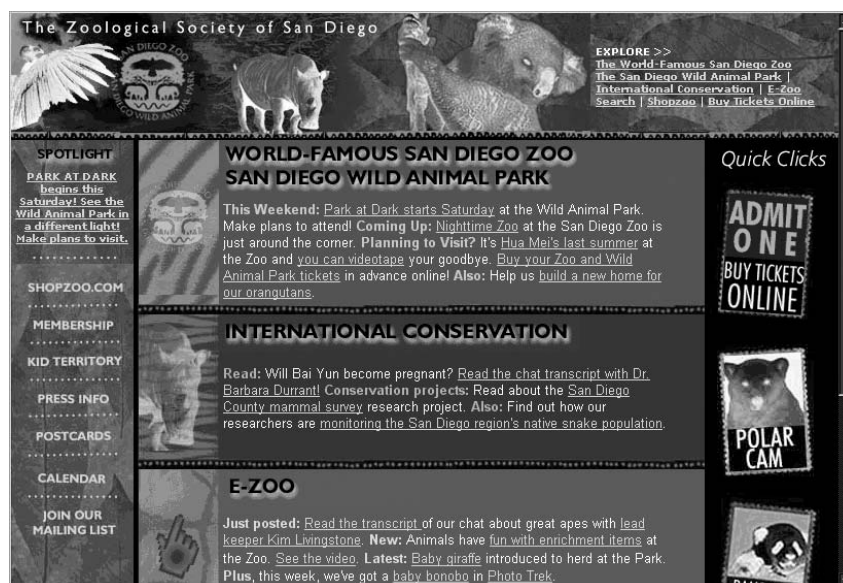 The Zoological Society of San Diego
SAN DIEGO ZOO
SAN DIEGO WILD ANIMAL PARK
EXPLORE >>
The World-Famous San Diego Zoo
The San Diego Wild Animal Park |
International Conservation | E-Zoo
Search | Shopzoo | Buy Tickets Online
SPOTLIGHT
PARK AT DARK
begins this
Saturday! See the
Wild Animal Park in
a different light!
Make plans to visit.
SHOPZOO.COM
MEMBERSHIP
KID TERRITORY
PRESS INFO
POSTCARDS
CALENDAR
JOIN OUR
MAILING LIST
WORLD-FAMOUS SAN DIEGO ZOO
SAN DIEGO WILD ANIMAL PARK
This Weekend: Park at Dark starts Saturday at the Wild Animal Park.
Make plans to attend! Coming Up: Nighttime Zoo at the San Diego Zoo is
just around the corner. Planning to Visit? It's Hua Mei's last summer at
the Zoo and you can videotape your goodbye. Buy your Zoo and Wild
Animal Park tickets in advance online! Also: Help us build a new home for
our orangutans.
INTERNATIONAL CONSERVATION
Read: Will Bai Yun become pregnant? Read the chat transcript with Dr.
Barbara Durrant! Conservation projects: Read about the San Diego
County mammal survey research project. Also: Find out how our
researchers are monitoring the San Diego region's native snake population.
E-ZOO
Just posted: Read the transcript of our chat about great apes with lead
keeper Kim Livingstone. New: Animals have fun with enrichment items at
the Zoo. See the video. Latest: Baby giraffe introduced to herd at the Park.
Plus, this week, we've got a baby bonobo in Photo Trek.
Quick Clicks
ADMIT
ONE
BUY TICKETS
ONLINE
POLAR
CAM